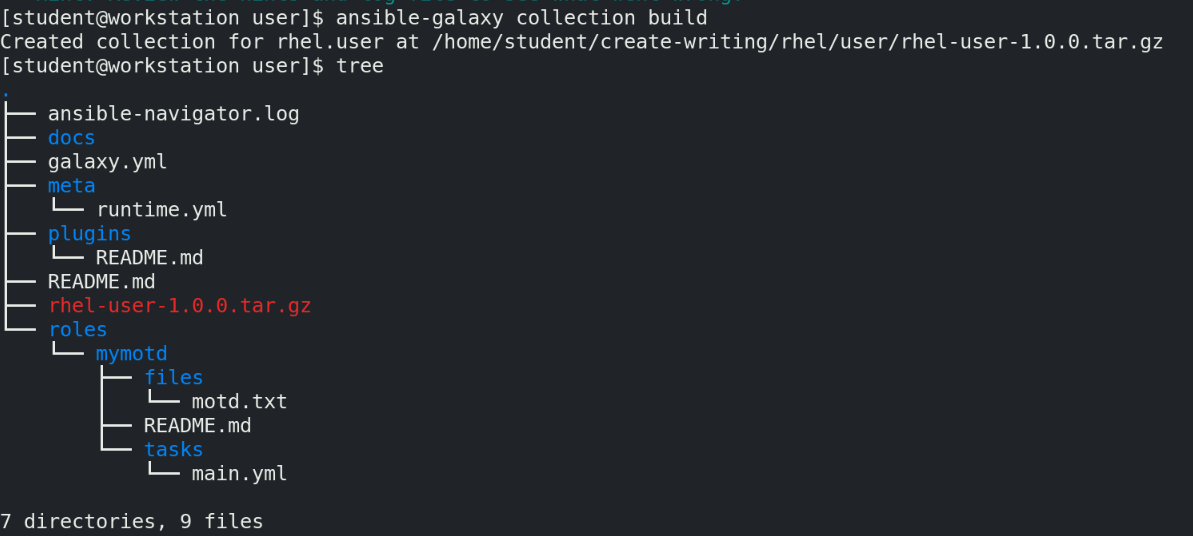 [student@workstation user]$ ansible-galaxy collection build
Created collection for rhel.user at /home/student/create-writing/rhel/user/rhel-user-1.0.0.tar.gz
[student@workstation user]$ tree
.
├── ansible-navigator.log
├── docs
├── galaxy.yml
├── meta
│   └── runtime.yml
├── plugins
│   └── README.md
├── README.md
├── rhel-user-1.0.0.tar.gz
└── roles
    └── mymotd
        ├── files
        │   └── motd.txt
        ├── README.md
        └── tasks
            └── main.yml

7 directories, 9 files